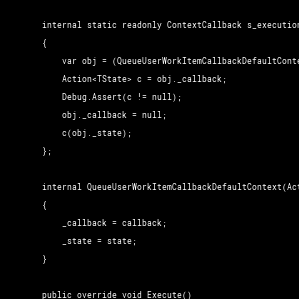 internal static readonly ContextCallback s_execution
{
var obj = (QueueUserWorkItemCallbackDefaultConte
Action<TState> c = obj._callback;
Debug.Assert(c != null);
obj._callback = null;
c(obj._state);
};
internal QueueUserWorkItemCallbackDefaultContext(Act
{
_callback = callback;
_state = state;
}
public override void Execute()